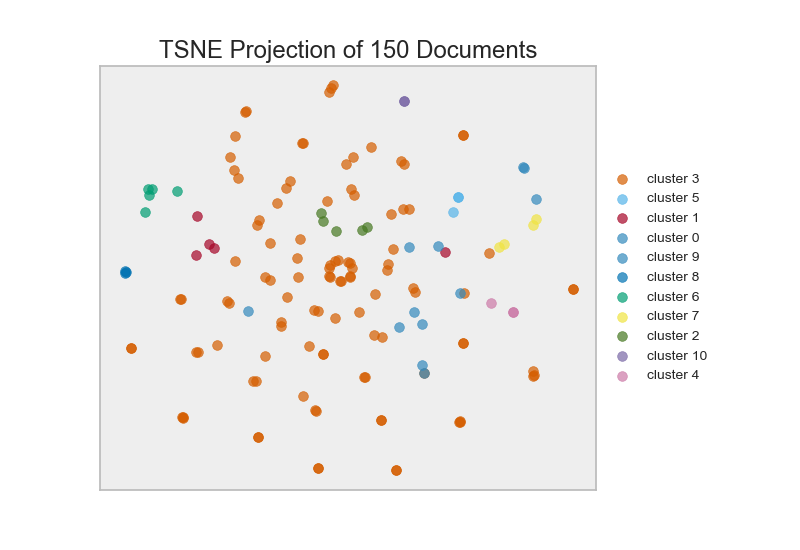 TSNE Projection of 150 Documents
cluster 3
cluster 5
cluster 1
cluster 0
cluster 9
cluster 8
cluster 6
cluster 7
cluster 2
cluster 10
cluster 4